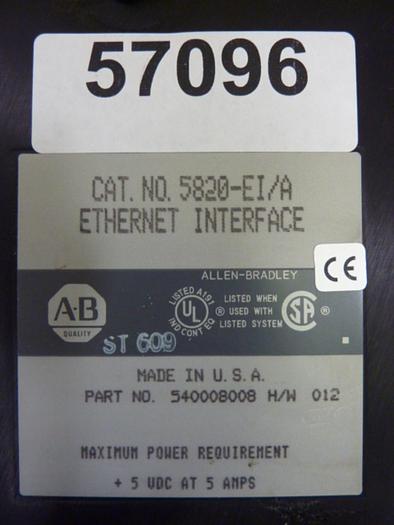 57096
CAT. NO. 5820-EI/A
ETHERNET INTERFACE
CE
ALLEN-BRADLEY
A-B
QUALITY
LISTED A191
UL
IND CONT EQ
®
LISTED WHEN
USED WITH
LISTED SYSTEM
SA
®
ST 609
MADE IN U.S.A.
PART NO. 540008008 H/W 012
MAXIMUM POWER REQUIREMENT
+ 5 VDC AT 5 AMPS